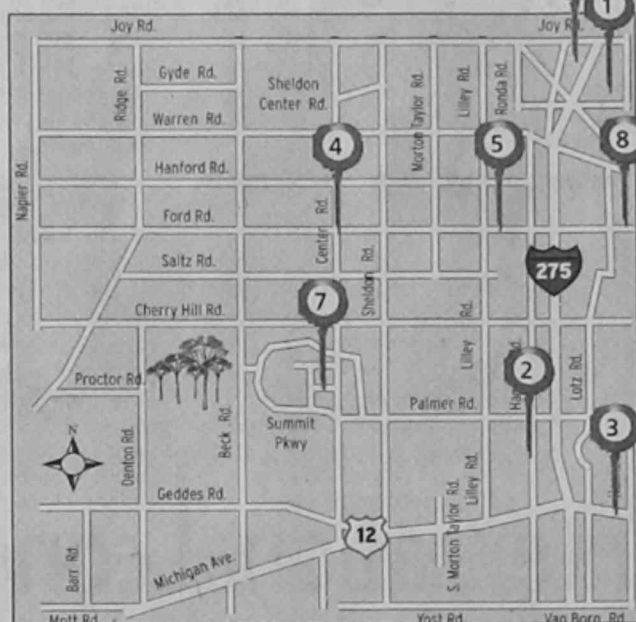 Joy Rd.
Joy Rd.
1
Gyde Rd.
Sheldon
Center Rd.
Ridge Rd.
Morton Taylor Rd.
Lilley Rd.
Ronda Rd.
Warren Rd.
4
5
8
Hanford Rd.
Napier Rd.
Ford Rd.
Center Rd.
Saltz Rd.
Sheldon Rd.
275
Cherry Hill Rd.
7
Lilley Rd.
2
Lotz Rd.
Proctor Rd.
Palmer Rd.
Beck Rd.
Summit
Pkwy
3
N
Denton Rd.
Lilley Rd.
Geddes Rd.
S Morton Taylor Rd.
12
Barr Rd.
Michigan Ave.
Mott Rd.
Yost Rd.
Van Born Rd.